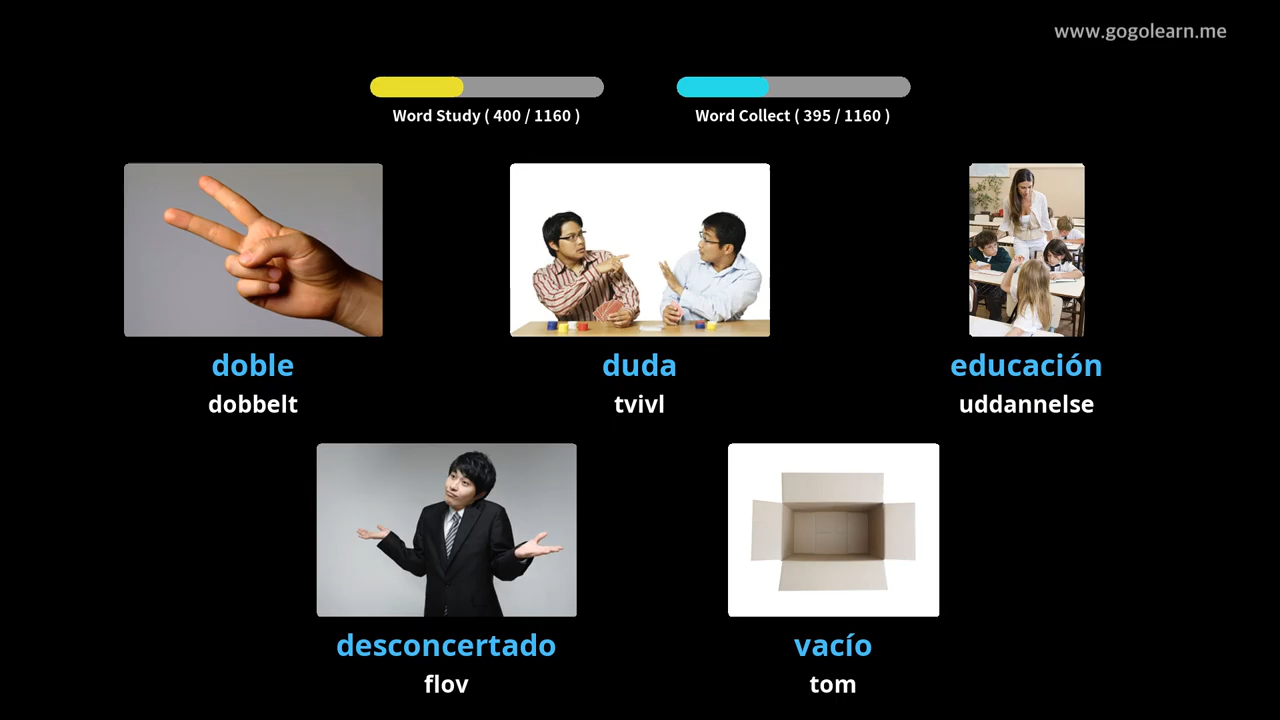 www.gogolearn.me
Word Study ( 400 / 1160 )
Word Collect ( 395 / 1160 )
doble
dobbelt
duda
tvivl
educación
uddannelse
desconcertado
flov
vacío
tom